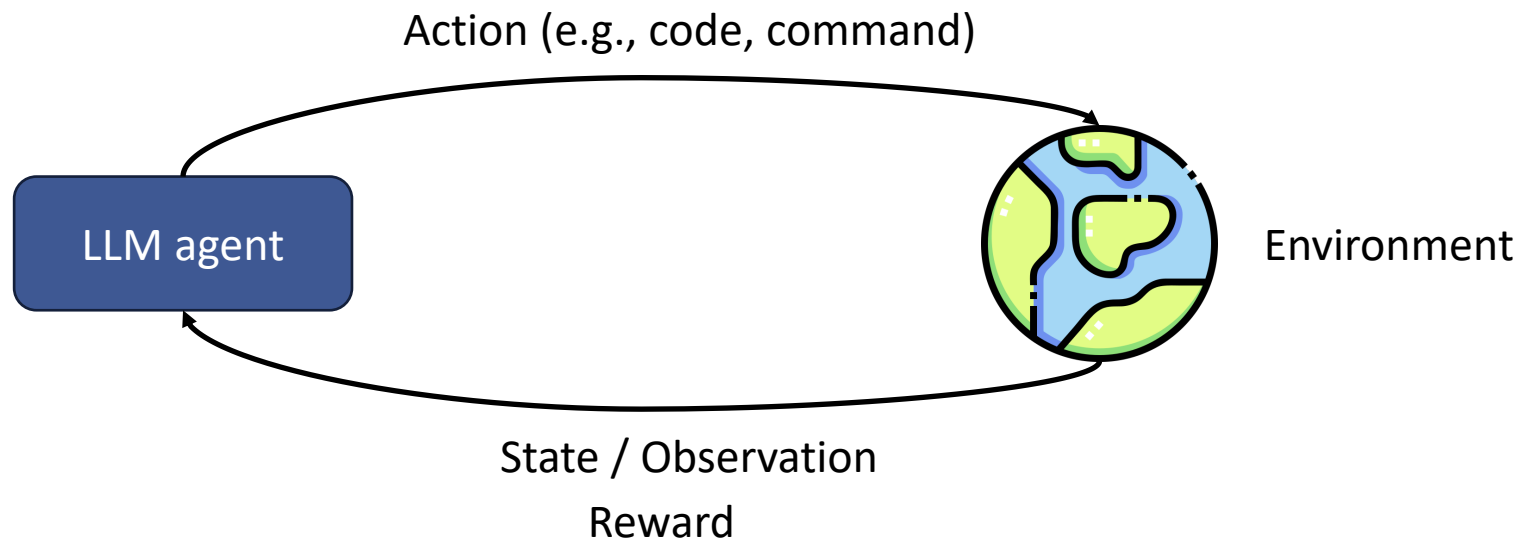 Action (e.g., code, command)
LLM agent
Environment
State / Observation
Reward